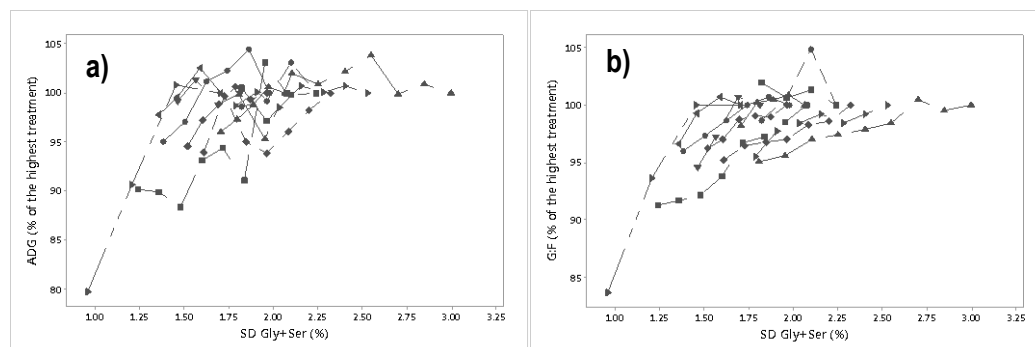 a)
ADG (% of the highest treatment)
105
100
95
90
85
80
1.00 1.25 1.50 1.75 2.00 2.25 2.50 2.75 3.00 3.25
SD Gly+Ser (%)
b)
G:F (% of the highest treatment)
105
100
95
90
85
1.00 1.25 1.50 1.75 2.00 2.25 2.50 2.75 3.00 3.25
SD Gly+Ser (%)